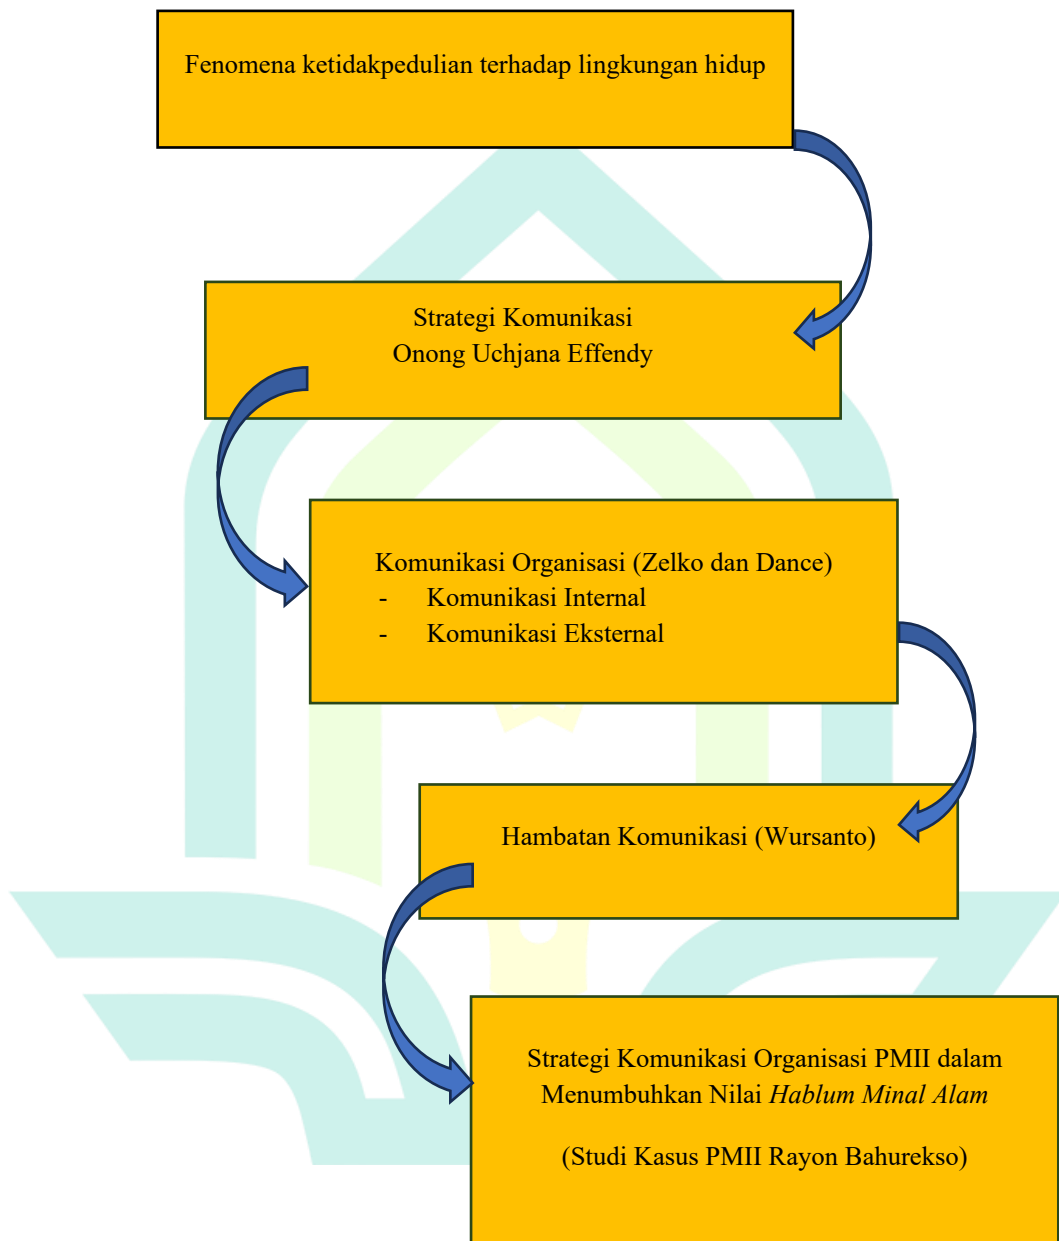 Fenomena ketidakpedulian terhadap lingkungan hidup
Strategi Komunikasi
Onong Uchjana Effendy
Komunikasi Organisasi (Zelko dan Dance)
- Komunikasi Internal
- Komunikasi Eksternal
Hambatan Komunikasi (Wursanto)
Strategi Komunikasi Organisasi PMII dalam
Menumbuhkan Nilai Hablum Minal Alam
(Studi Kasus PMII Rayon Bahurekso)